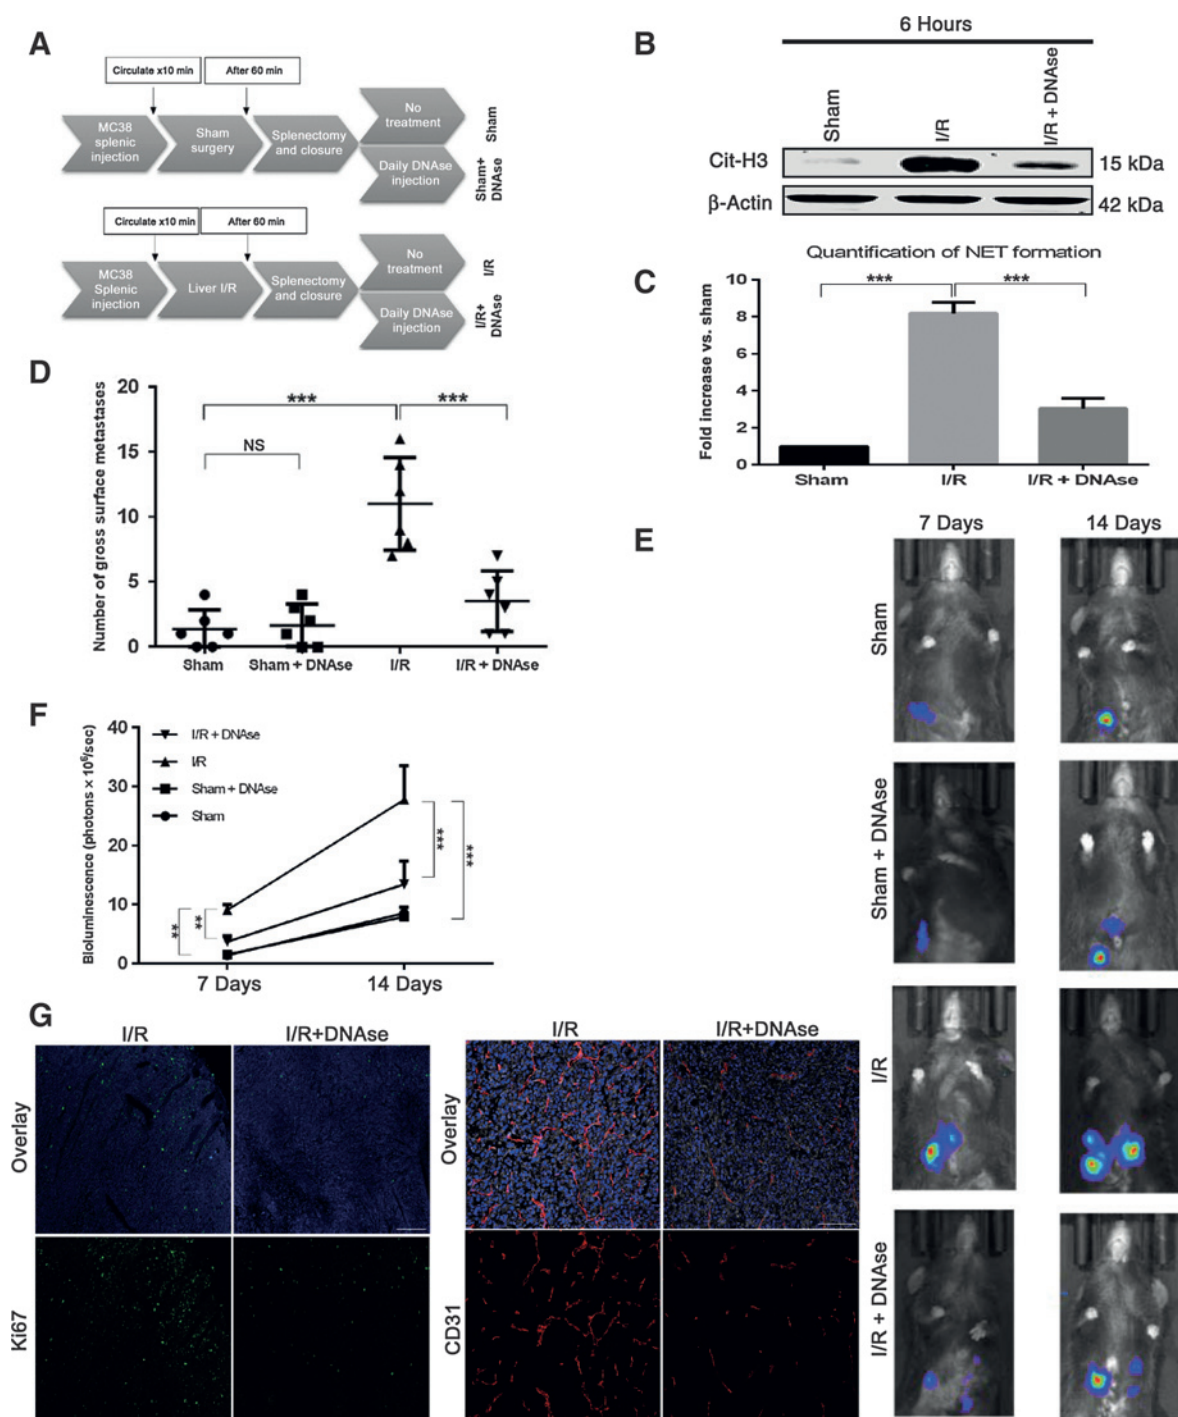 A
Circulate x10 min
After 60 min
MC38
splenic
injection
Sham
surgery
Splenectomy
and closure
No
treatment
Daily DNAse
injection
Sham
Sham+
DNAse
Circulate x10 min
After 60 min
MC38
Splenic
injection
Liver I/R
Splenectomy
and closure
No
treatment
Daily DNAse
injection
I/R
I/R+
DNAse
B
6 Hours
Sham
I/R
I/R + DNAse
Cit-H3
15 kDa
β-Actin
42 kDa
C
Quantification of NET formation
Fold increase vs. sham
10
8
6
4
2
0
***
***
Sham
I/R
I/R + DNAse
D
Number of gross surface metastases
20
15
10
5
0
***
***
NS
Sham
Sham + DNAse
I/R
I/R + DNAse
E
7 Days
14 Days
Sham
Sham + DNAse
I/R
I/R + DNAse
F
Bioluminescence (photons × 10⁶/sec)
40
30
20
10
0
I/R + DNAse
I/R
Sham + DNAse
Sham
**
**
***
***
7 Days
14 Days
G
I/R
I/R+DNAse
Overlay
Ki67
I/R
I/R+DNAse
Overlay
CD31